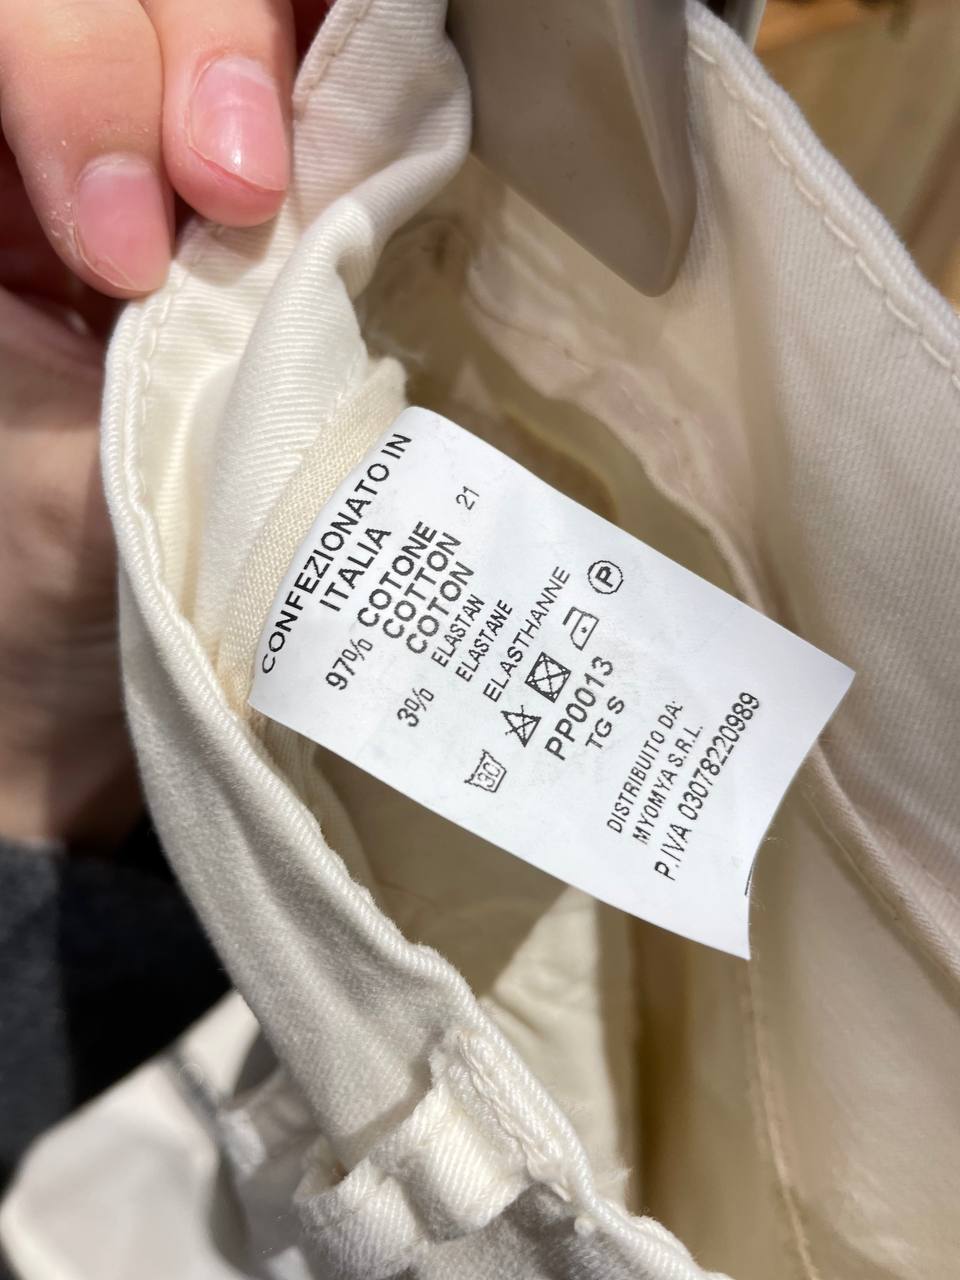 CONFEZIONATO IN
ITALIA
21
97% COTONE
COTTON
COTON
3% ELASTAN
ELASTANE
ELASTHANNE
30
P
PP0013
TG S
DISTRIBUITO DA:
MYOMYA S.R.L.
P.IVA 03078220989